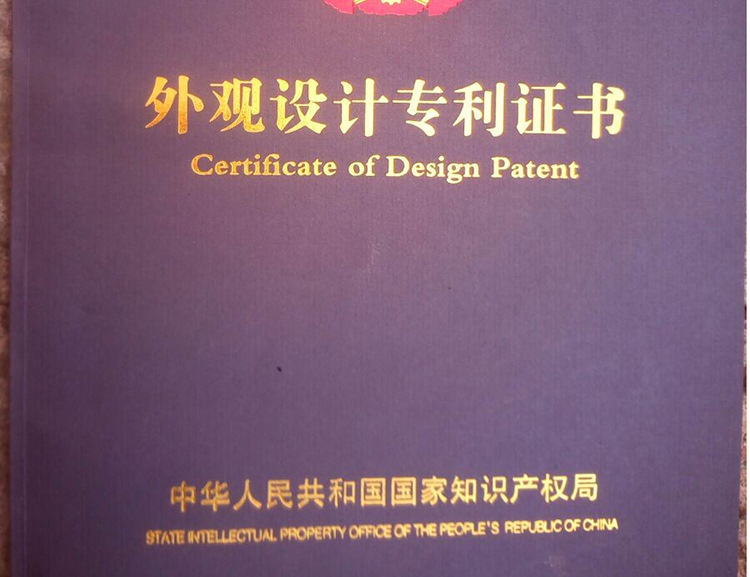 外观设计专利证书
Certificate of Design Patent
中华人民共和国国家知识产权局
STATE INTELLECTUAL PROPERTY OFFICE OF THE PEOPLE'S REPUBLIC OF CHINA